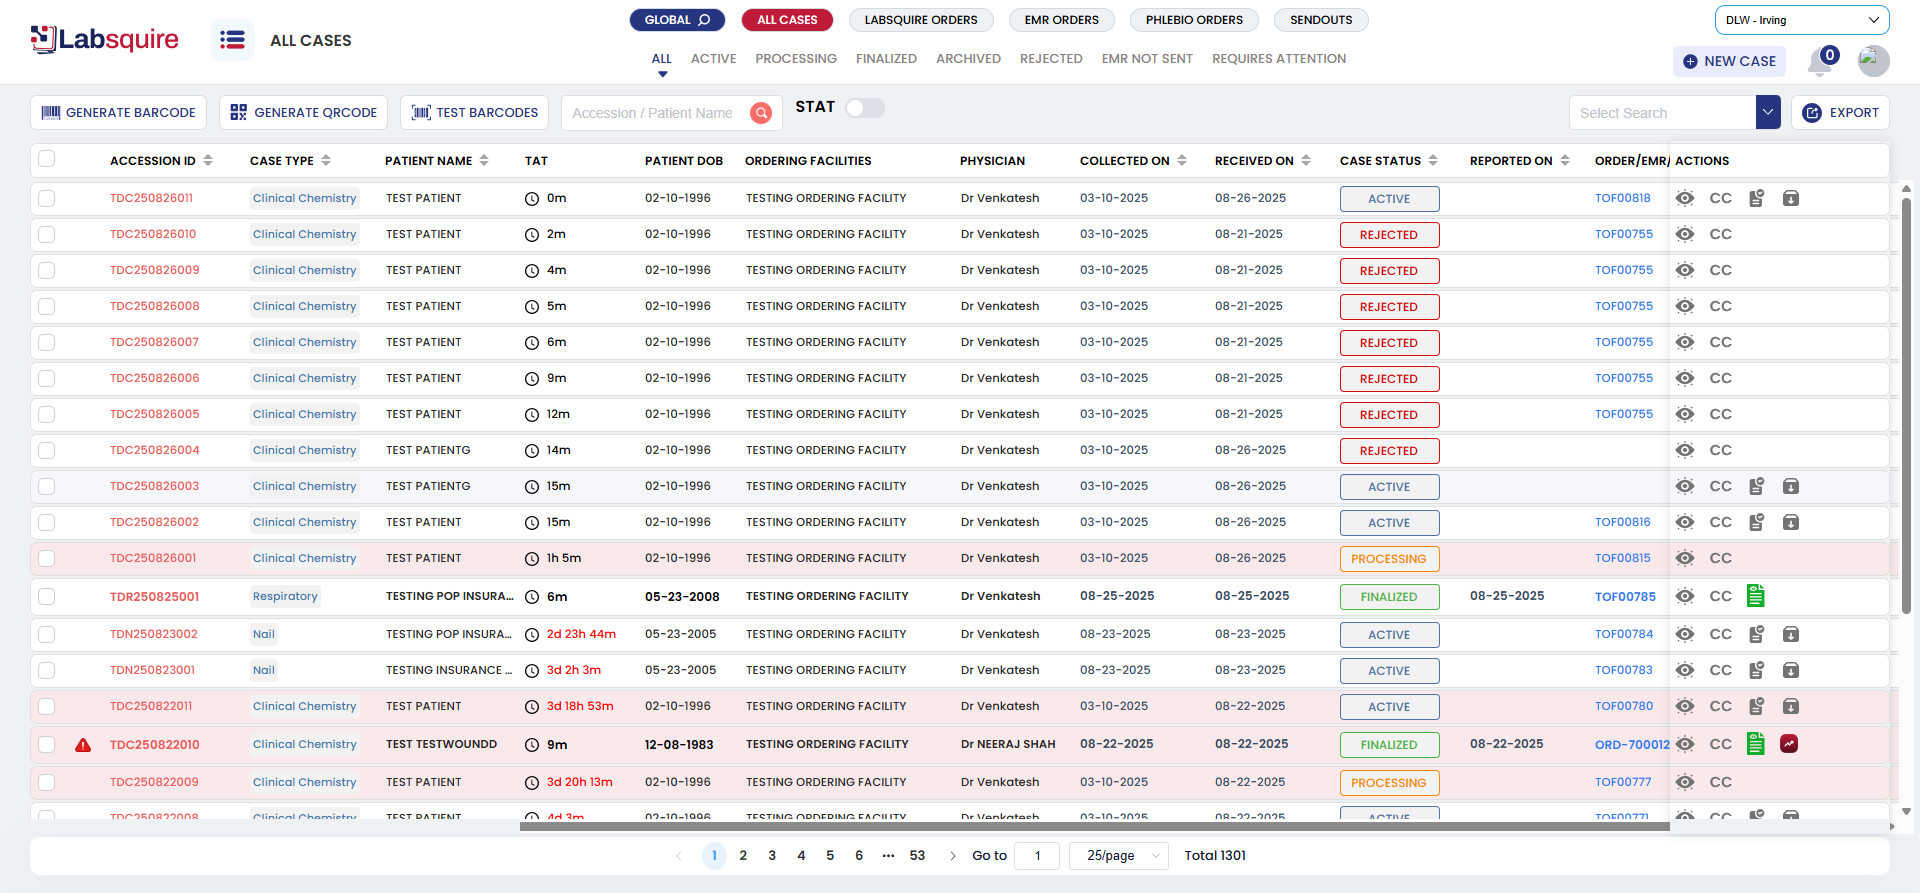 Labsquire
ALL CASES
GLOBAL ALL CASES LABSQUIRE ORDERS EMR ORDERS PHLEBIO ORDERS SENDOUTS
DLW - Irving
ALL ACTIVE PROCESSING FINALIZED ARCHIVED REJECTED EMR NOT SENT REQUIRES ATTENTION
NEW CASE 0
GENERATE BARCODE GENERATE QRCODE TEST BARCODES Accession / Patient Name STAT Select Search EXPORT
ACCESSION ID CASE TYPE PATIENT NAME TAT PATIENT DOB ORDERING FACILITIES PHYSICIAN COLLECTED ON RECEIVED ON CASE STATUS REPORTED ON ORDER/EMR/ ACTIONS
TDC250826011 Clinical Chemistry TEST PATIENT 0m 02-10-1996 TESTING ORDERING FACILITY Dr Venkatesh 03-10-2025 08-26-2025 ACTIVE TOF00818 CC
TDC250826010 Clinical Chemistry TEST PATIENT 2m 02-10-1996 TESTING ORDERING FACILITY Dr Venkatesh 03-10-2025 08-21-2025 REJECTED TOF00755 CC
TDC250826009 Clinical Chemistry TEST PATIENT 4m 02-10-1996 TESTING ORDERING FACILITY Dr Venkatesh 03-10-2025 08-21-2025 REJECTED TOF00755 CC
TDC250826008 Clinical Chemistry TEST PATIENT 5m 02-10-1996 TESTING ORDERING FACILITY Dr Venkatesh 03-10-2025 08-21-2025 REJECTED TOF00755 CC
TDC250826007 Clinical Chemistry TEST PATIENT 6m 02-10-1996 TESTING ORDERING FACILITY Dr Venkatesh 03-10-2025 08-21-2025 REJECTED TOF00755 CC
TDC250826006 Clinical Chemistry TEST PATIENT 9m 02-10-1996 TESTING ORDERING FACILITY Dr Venkatesh 03-10-2025 08-21-2025 REJECTED TOF00755 CC
TDC250826005 Clinical Chemistry TEST PATIENT 12m 02-10-1996 TESTING ORDERING FACILITY Dr Venkatesh 03-10-2025 08-21-2025 REJECTED TOF00755 CC
TDC250826004 Clinical Chemistry TEST PATIENTG 14m 02-10-1996 TESTING ORDERING FACILITY Dr Venkatesh 03-10-2025 08-26-2025 REJECTED CC
TDC250826003 Clinical Chemistry TEST PATIENTG 15m 02-10-1996 TESTING ORDERING FACILITY Dr Venkatesh 03-10-2025 08-26-2025 ACTIVE CC
TDC250826002 Clinical Chemistry TEST PATIENT 15m 02-10-1996 TESTING ORDERING FACILITY Dr Venkatesh 03-10-2025 08-26-2025 ACTIVE TOF00816 CC
TDC250826001 Clinical Chemistry TEST PATIENT 1h 5m 02-10-1996 TESTING ORDERING FACILITY Dr Venkatesh 03-10-2025 08-26-2025 PROCESSING TOF00815 CC
TDR250825001 Respiratory TESTING POP INSURA... 6m 05-23-2008 TESTING ORDERING FACILITY Dr Venkatesh 08-25-2025 08-25-2025 FINALIZED 08-25-2025 TOF00785 CC
TDN250823002 Nail TESTING POP INSURA... 2d 23h 44m 05-23-2005 TESTING ORDERING FACILITY Dr Venkatesh 08-23-2025 08-23-2025 ACTIVE TOF00784 CC
TDN250823001 Nail TESTING INSURANCE ... 3d 2h 3m 05-23-2005 TESTING ORDERING FACILITY Dr Venkatesh 08-23-2025 08-23-2025 ACTIVE TOF00783 CC
TDC250822011 Clinical Chemistry TEST PATIENT 3d 18h 53m 02-10-1996 TESTING ORDERING FACILITY Dr Venkatesh 03-10-2025 08-22-2025 ACTIVE TOF00780 CC
TDC250822010 Clinical Chemistry TEST TESTWOUNDD 9m 12-08-1983 TESTING ORDERING FACILITY Dr NEERAJ SHAH 08-22-2025 08-22-2025 FINALIZED 08-22-2025 ORD-700012 CC
TDC250822009 Clinical Chemistry TEST PATIENT 3d 20h 13m 02-10-1996 TESTING ORDERING FACILITY Dr Venkatesh 03-10-2025 08-22-2025 PROCESSING TOF00777 CC
TDC250822008 Clinical Chemistry TEST PATIENT 4d 3m 02-10-1996 TESTING ORDERING FACILITY Dr Venkatesh 03-10-2025 08-22-2025 ACTIVE TOF00771 CC
1 2 3 4 5 6 ••• 53 Go to 1 25/page Total 1301